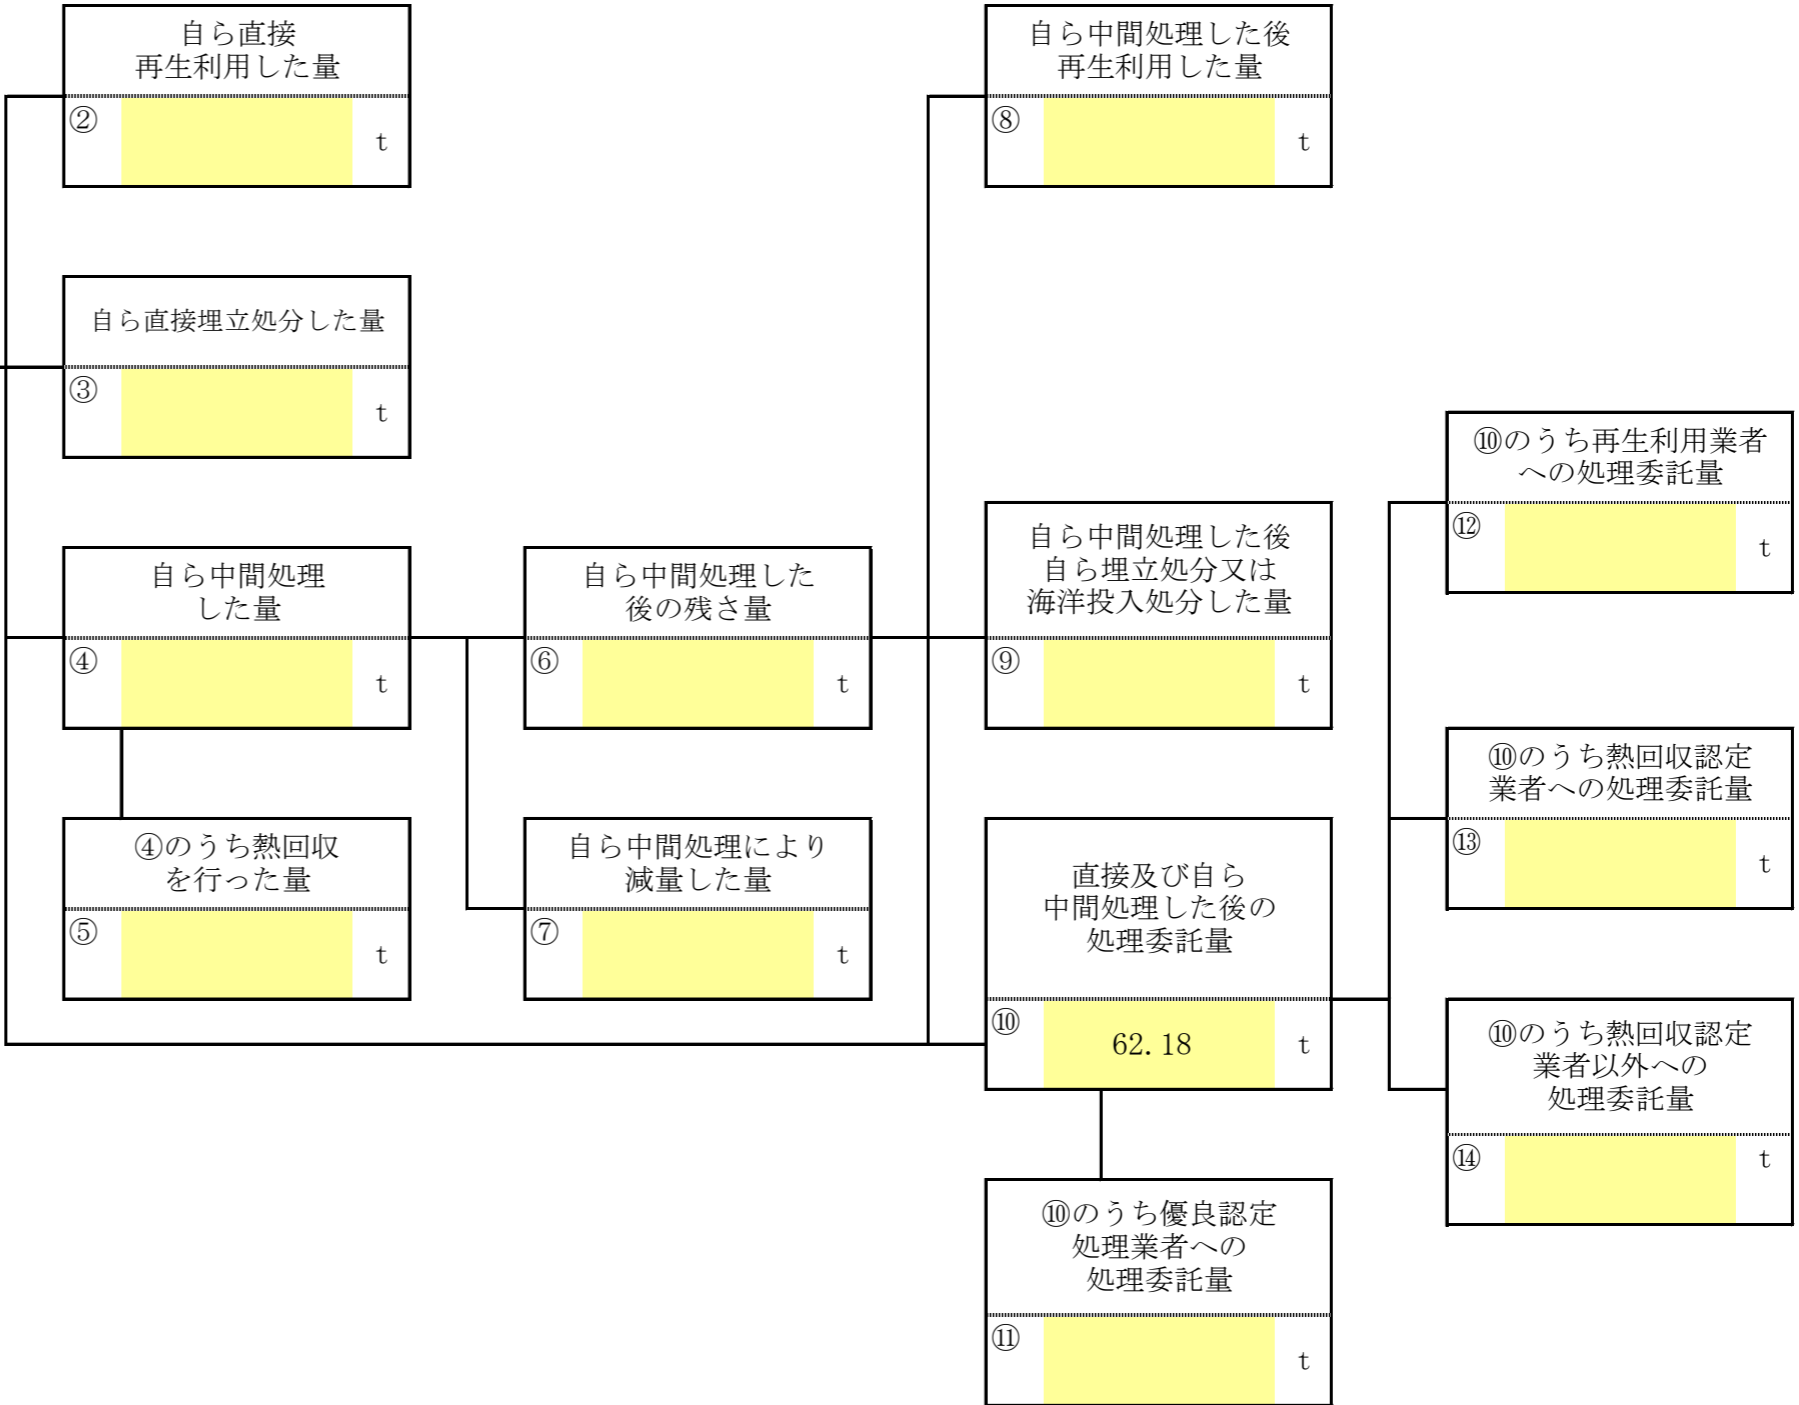 自ら直接
再生利用した量
②
t
自ら中間処理した後
再生利用した量
⑧
t
自ら直接埋立処分した量
③
t
⑩のうち再生利用業者
への処理委託量
⑫
t
自ら中間処理
した量
④
t
自ら中間処理した
後の残さ量
⑥
t
自ら中間処理した後
自ら埋立処分又は
海洋投入処分した量
⑨
t
⑩のうち熱回収認定
業者への処理委託量
⑬
t
④のうち熱回収
を行った量
⑤
t
自ら中間処理により
減量した量
⑦
t
直接及び自ら
中間処理した後の
処理委託量
⑩ 62.18 t
⑩のうち熱回収認定
業者以外への
処理委託量
⑭
t
⑩のうち優良認定
処理業者への
処理委託量
⑪
t